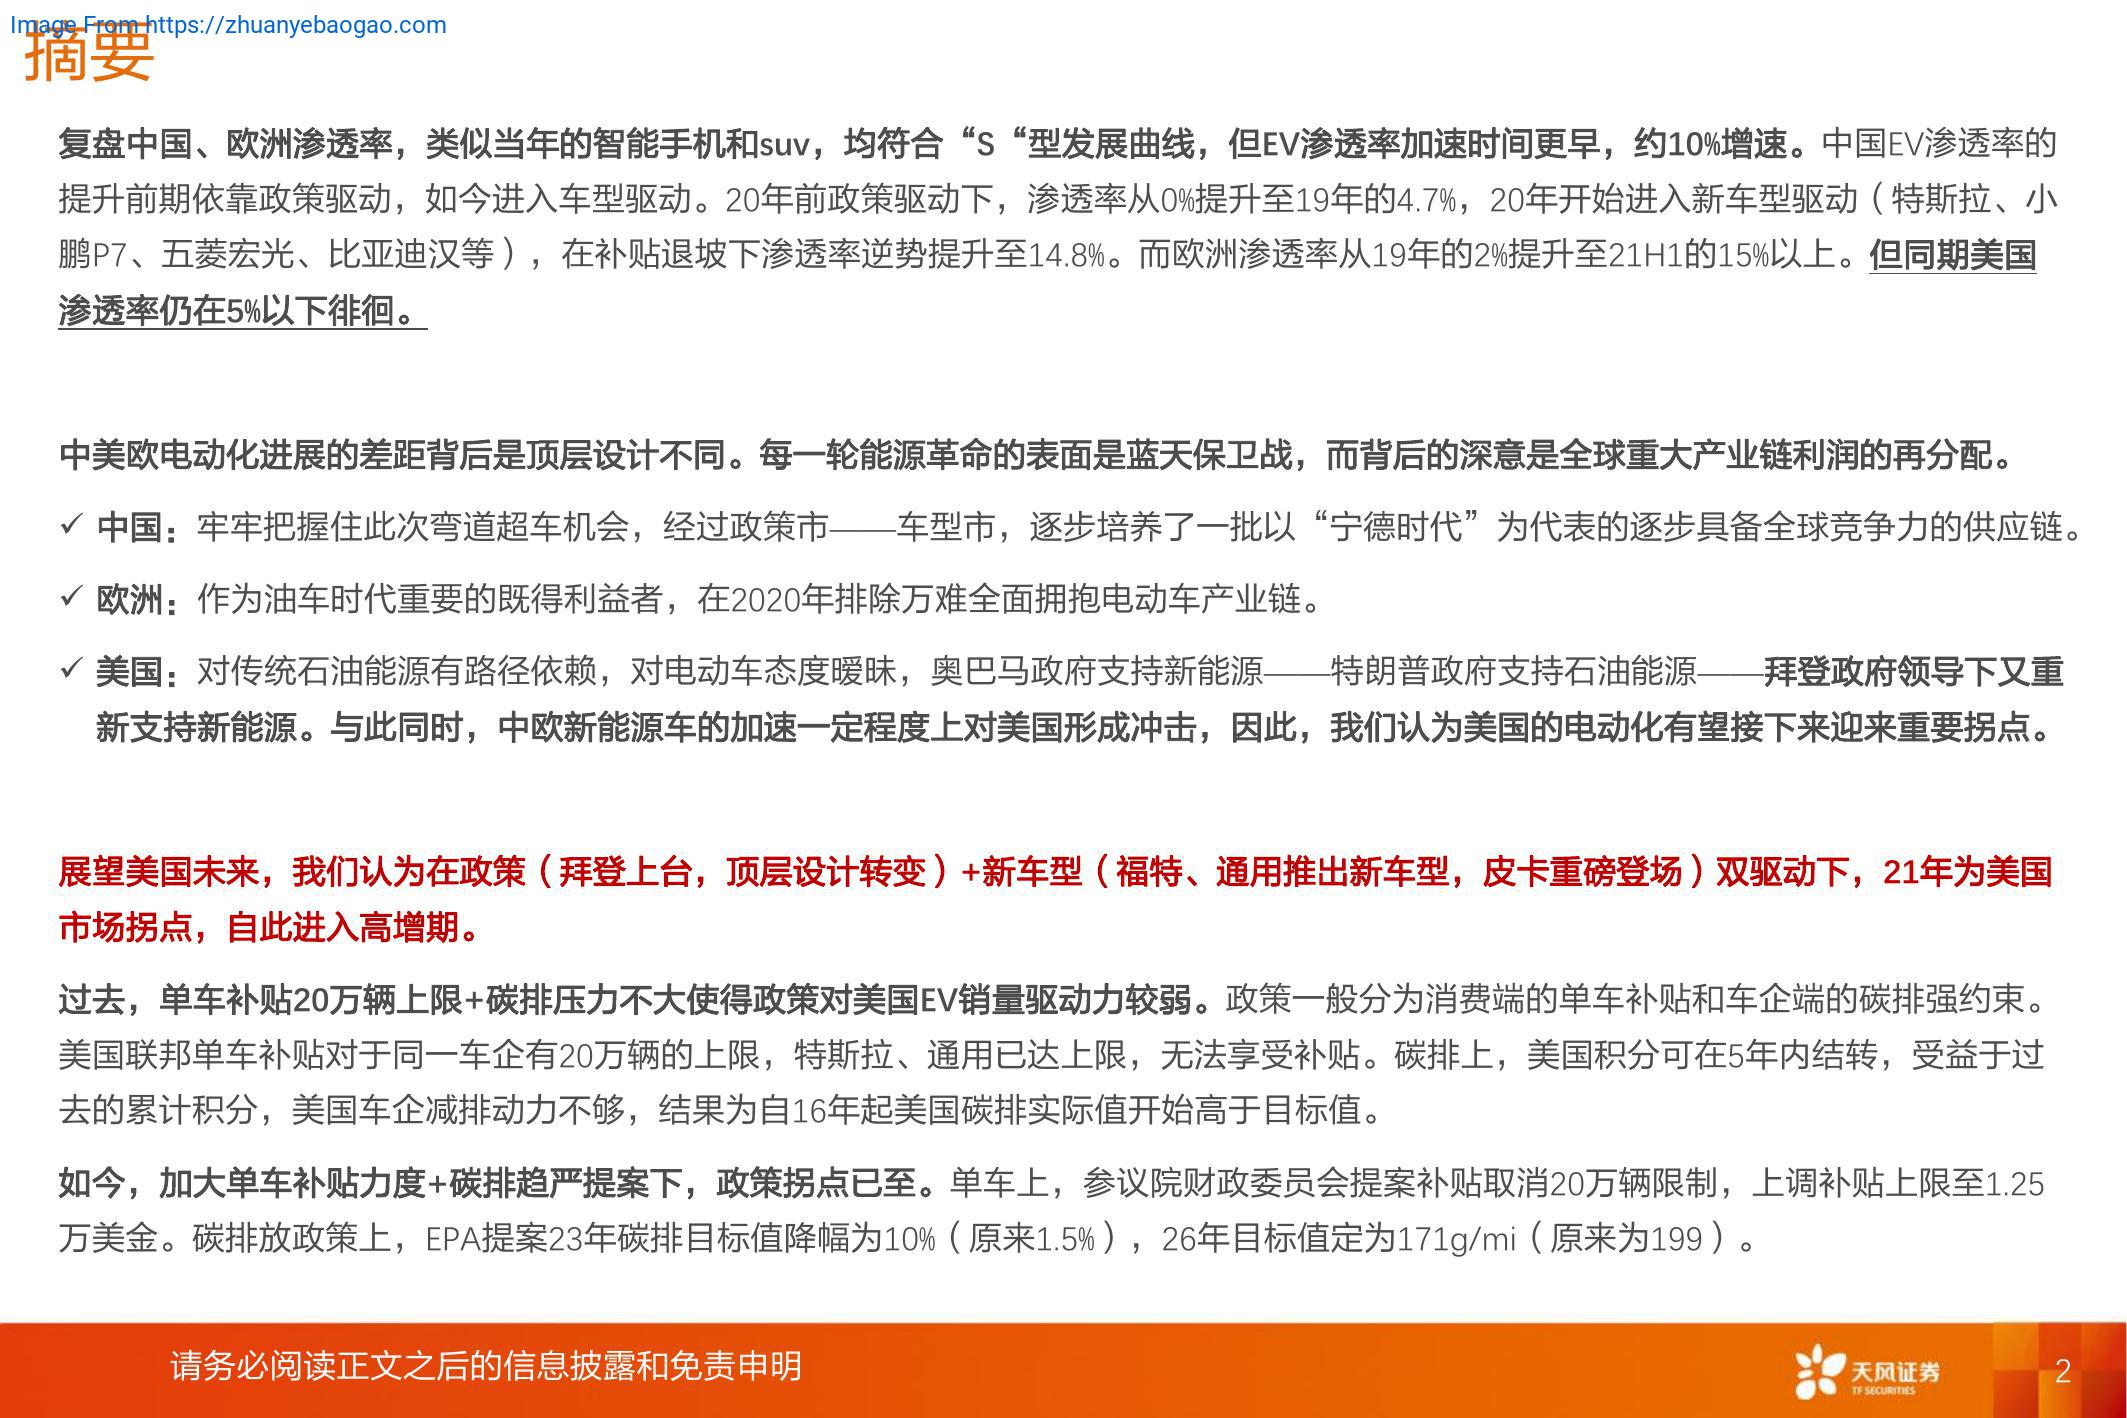 Image From https://zhuanyebaogao.com
摘要
复盘中国、欧洲渗透率，类似当年的智能手机和suv，均符合“S“型发展曲线，但EV渗透率加速时间更早，约10%增速。中国EV渗透率的
提升前期依靠政策驱动，如今进入车型驱动。20年前政策驱动下，渗透率从0%提升至19年的4.7%，20年开始进入新车型驱动（特斯拉、小
鹏P7、五菱宏光、比亚迪汉等），在补贴退坡下渗透率逆势提升至14.8%。而欧洲渗透率从19年的2%提升至21H1的15%以上。但同期美国
渗透率仍在5%以下徘徊。
中美欧电动化进展的差距背后是顶层设计不同。每一轮能源革命的表面是蓝天保卫战，而背后的深意是全球重大产业链利润的再分配。
✓ 中国：牢牢把握住此次弯道超车机会，经过政策市——车型市，逐步培养了一批以“宁德时代”为代表的逐步具备全球竞争力的供应链。
✓ 欧洲：作为油车时代重要的既得利益者，在2020年排除万难全面拥抱电动车产业链。
✓ 美国：对传统石油能源有路径依赖，对电动车态度暧昧，奥巴马政府支持新能源——特朗普政府支持石油能源——拜登政府领导下又重
新支持新能源。与此同时，中欧新能源车的加速一定程度上对美国形成冲击，因此，我们认为美国的电动化有望接下来迎来重要拐点。
展望美国未来，我们认为在政策（拜登上台，顶层设计转变）+新车型（福特、通用推出新车型，皮卡重磅登场）双驱动下，21年为美国
市场拐点，自此进入高增期。
过去，单车补贴20万辆上限+碳排压力不大使得政策对美国EV销量驱动力较弱。政策一般分为消费端的单车补贴和车企端的碳排强约束。
美国联邦单车补贴对于同一车企有20万辆的上限，特斯拉、通用已达上限，无法享受补贴。碳排上，美国积分可在5年内结转，受益于过
去的累计积分，美国车企减排动力不够，结果为自16年起美国碳排实际值开始高于目标值。
如今，加大单车补贴力度+碳排趋严提案下，政策拐点已至。单车上，参议院财政委员会提案补贴取消20万辆限制，上调补贴上限至1.25
万美金。碳排放政策上，EPA提案23年碳排目标值降幅为10%（原来1.5%），26年目标值定为171g/mi（原来为199）。
请务必阅读正文之后的信息披露和免责申明
天风证券
TF SECURITIES
2